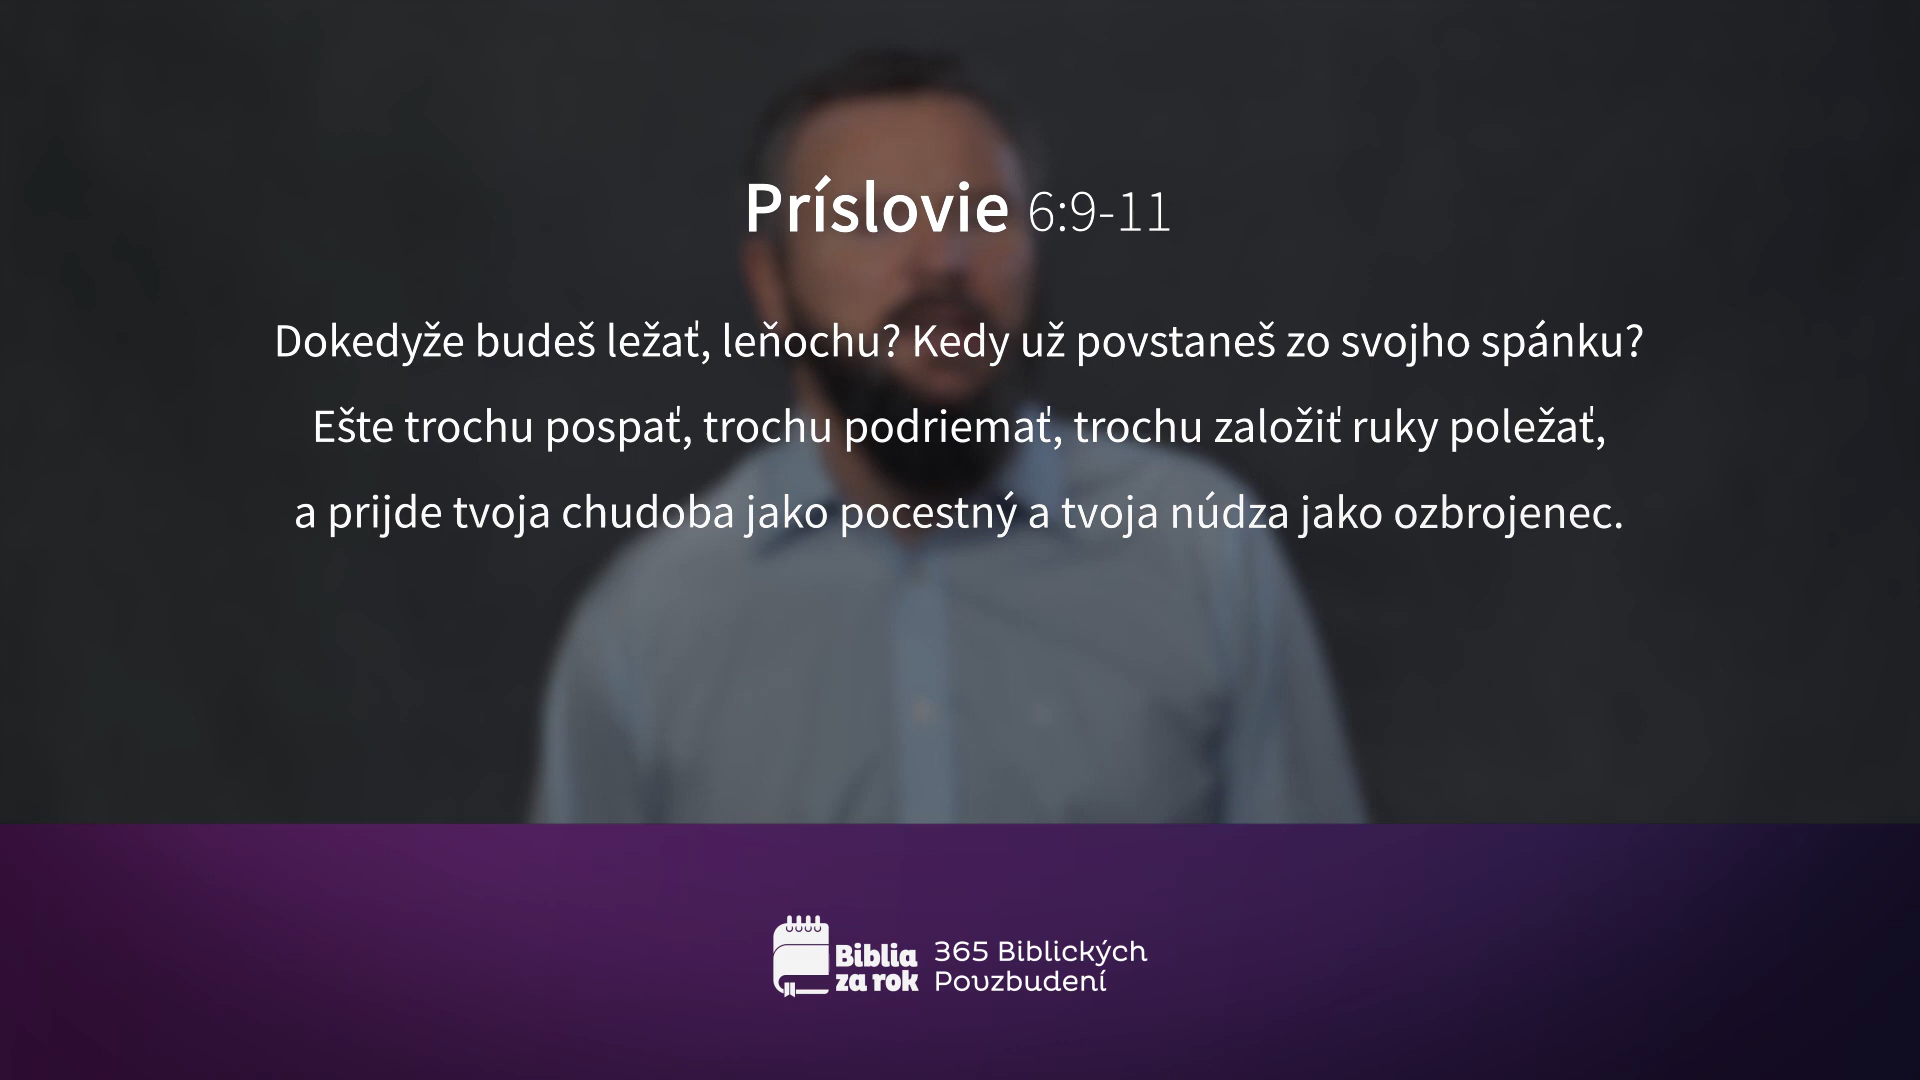 Príslovie 6:9-11
Dokedyže budeš ležať, leňochu? Kedy už povstaneš zo svojho spánku?
Ešte trochu pospať, trochu podriemať, trochu založiť ruky poležať,
a prijde tvoja chudoba jako pocestný a tvoja núdza jako ozbrojenec.
Biblia
za rok
365 Biblických
Povzbudení